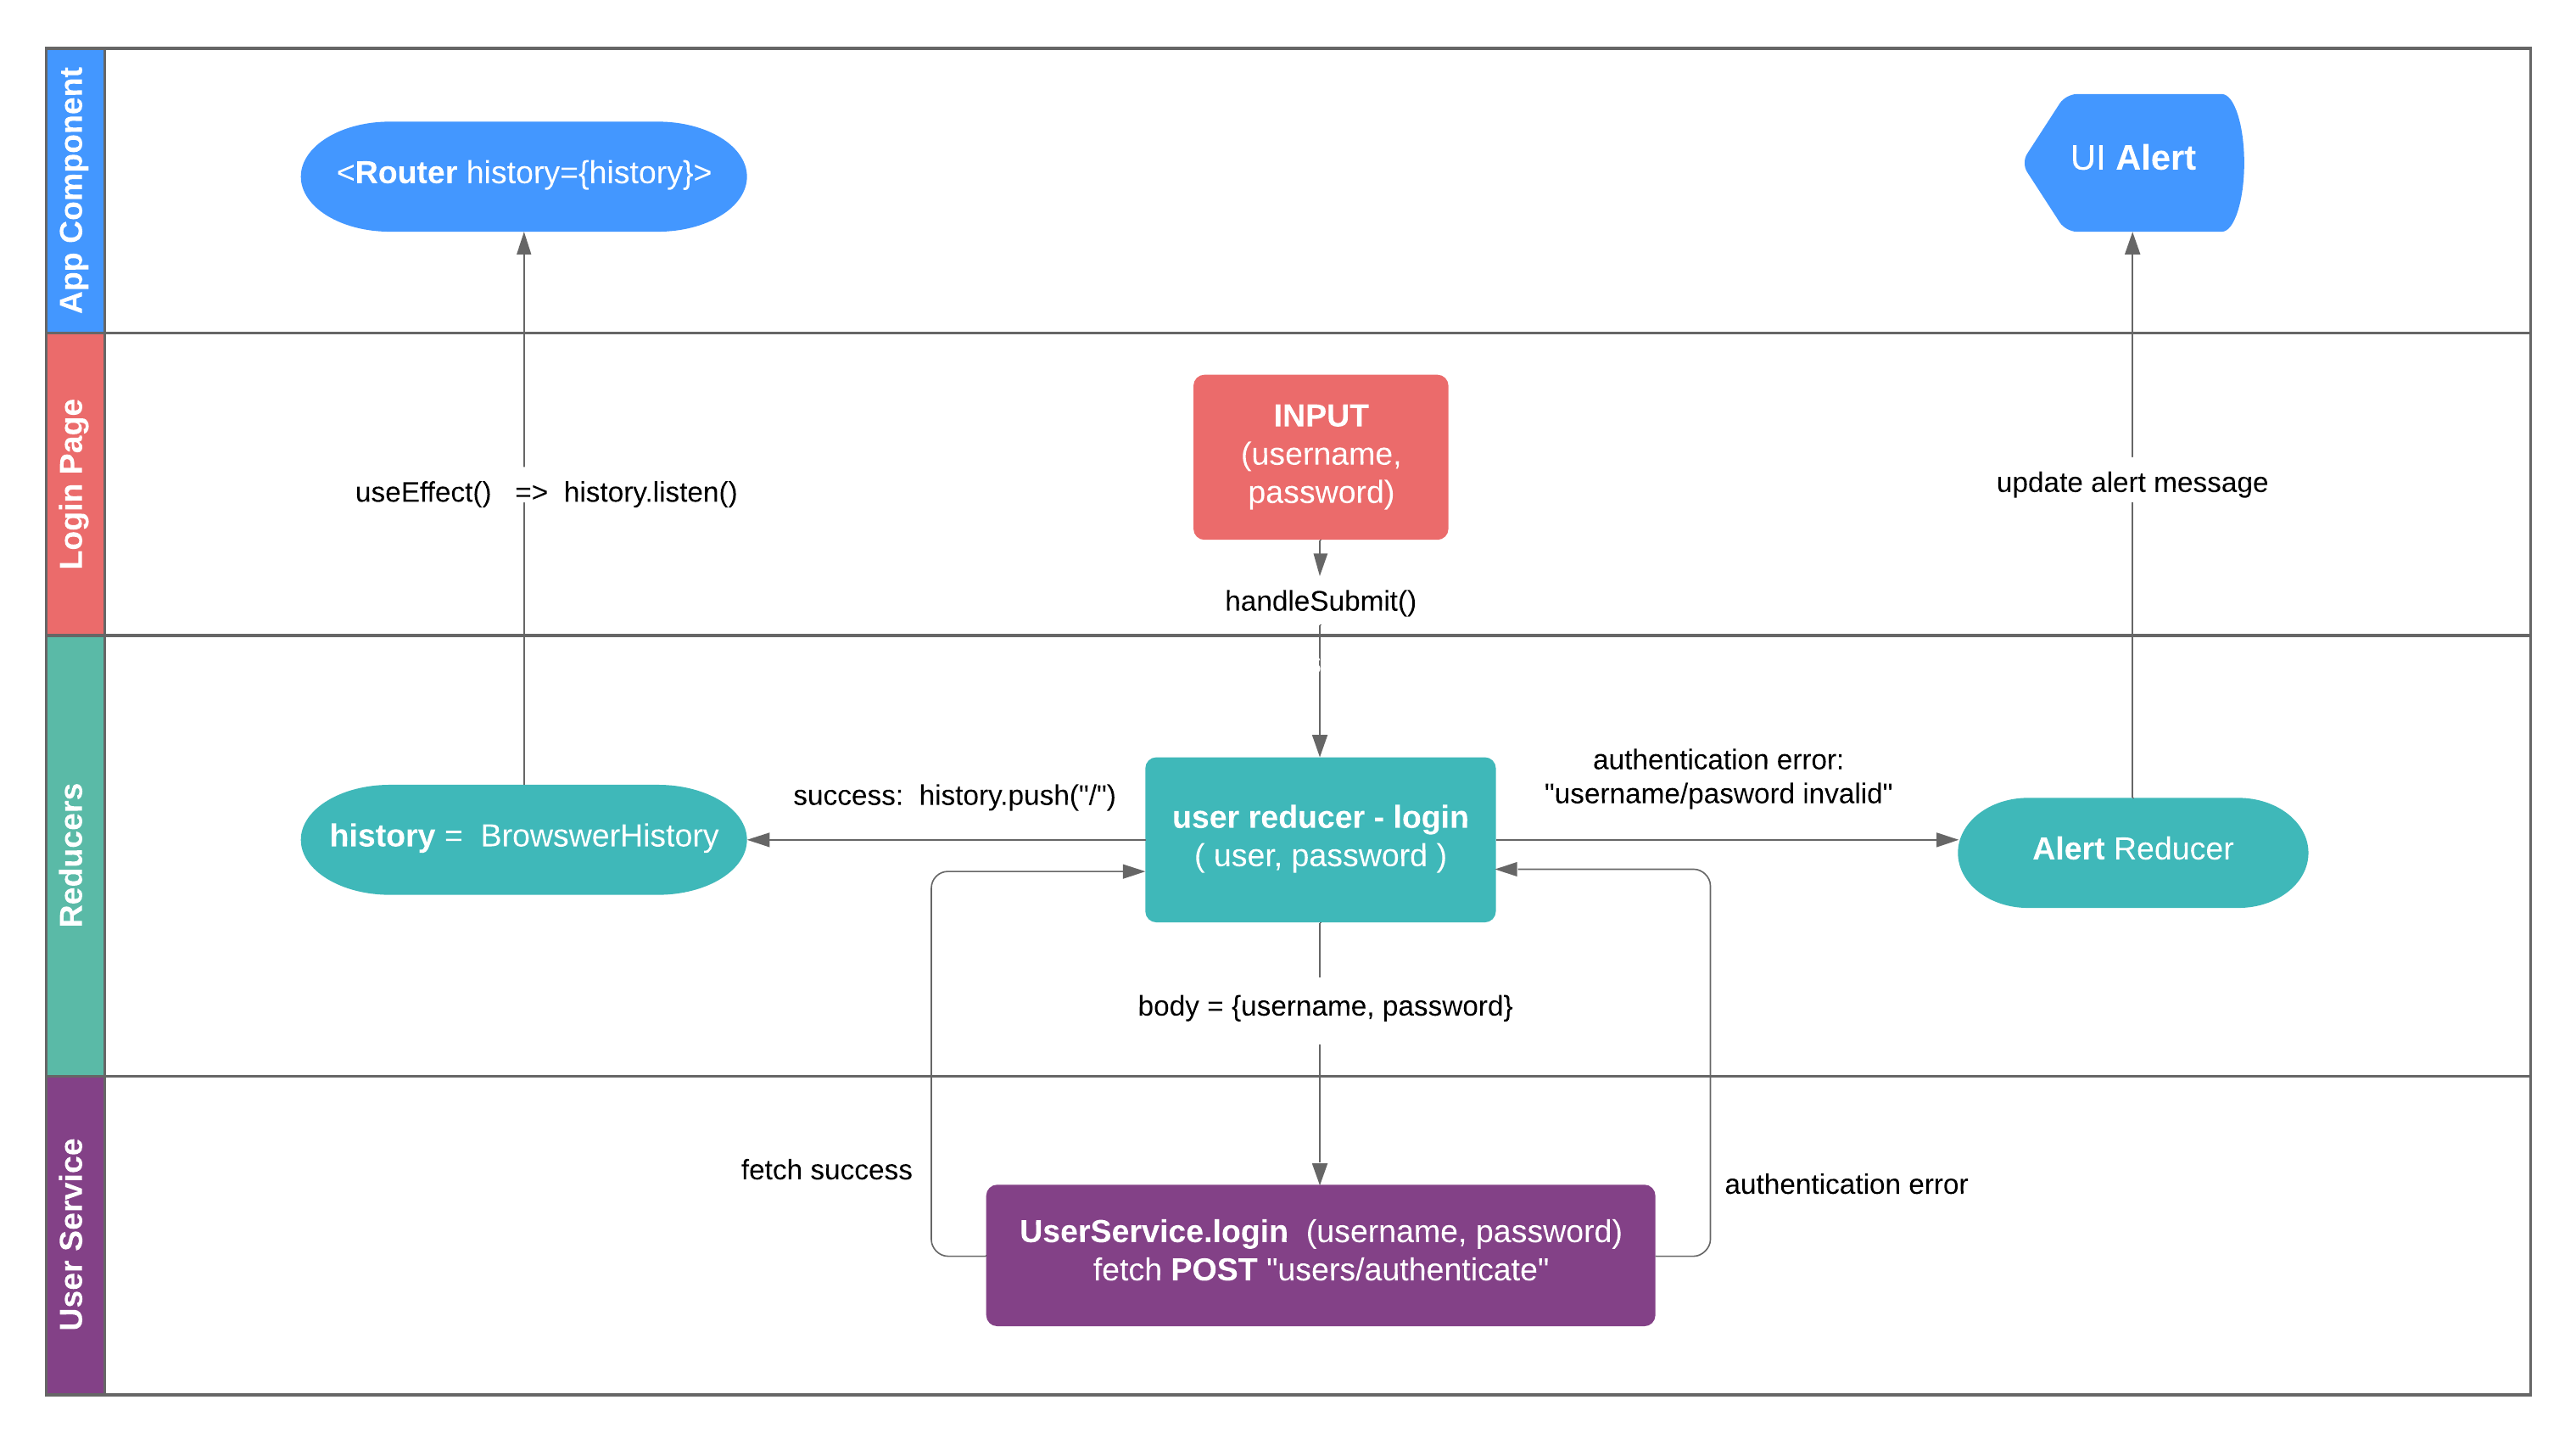 App Component
<Router history={history}>
UI Alert
Login Page
INPUT
(username,
password)
useEffect()   =>  history.listen()
update alert message
handleSubmit()
Reducers
authentication error:
"username/pasword invalid"
success:  history.push("/")
user reducer - login
( user, password )
history =  BrowswerHistory
Alert Reducer
body = {username, password}
User Service
fetch success
authentication error
UserService.login  (username, password)
fetch POST "users/authenticate"